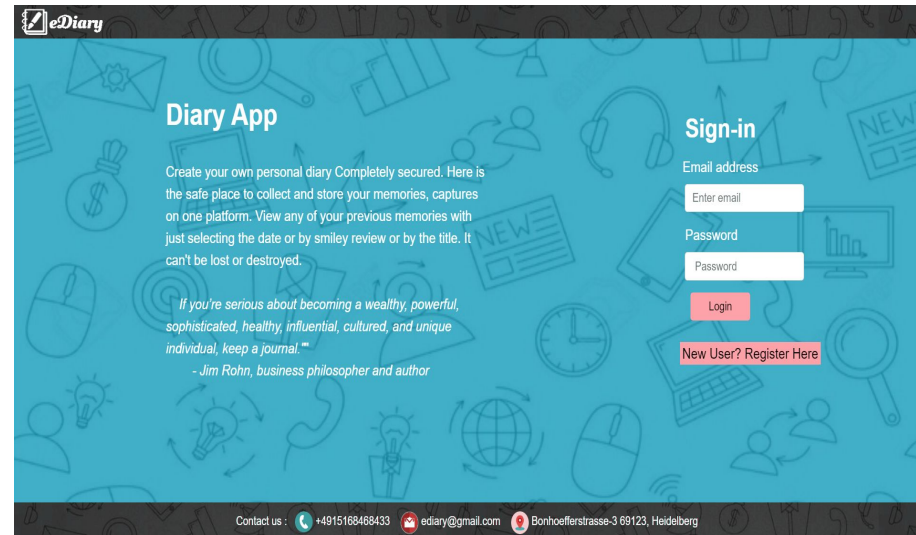 eDiary
Diary App
Create your own personal diary Completely secured. Here is
the safe place to collect and store your memories, captures
on one platform. View any of your previous memories with
just selecting the date or by smiley review or by the title. It
can't be lost or destroyed.
If you're serious about becoming a wealthy, powerful,
sophisticated, healthy, influential, cultured, and unique
individual, keep a journal.""
- Jim Rohn, business philosopher and author
Sign-in
Email address
Enter email
Password
Password
Login
New User? Register Here
NEW
NEW
Contact us : +4915168468433 ediary@gmail.com Bonhoefferstrasse-3 69123, Heidelberg